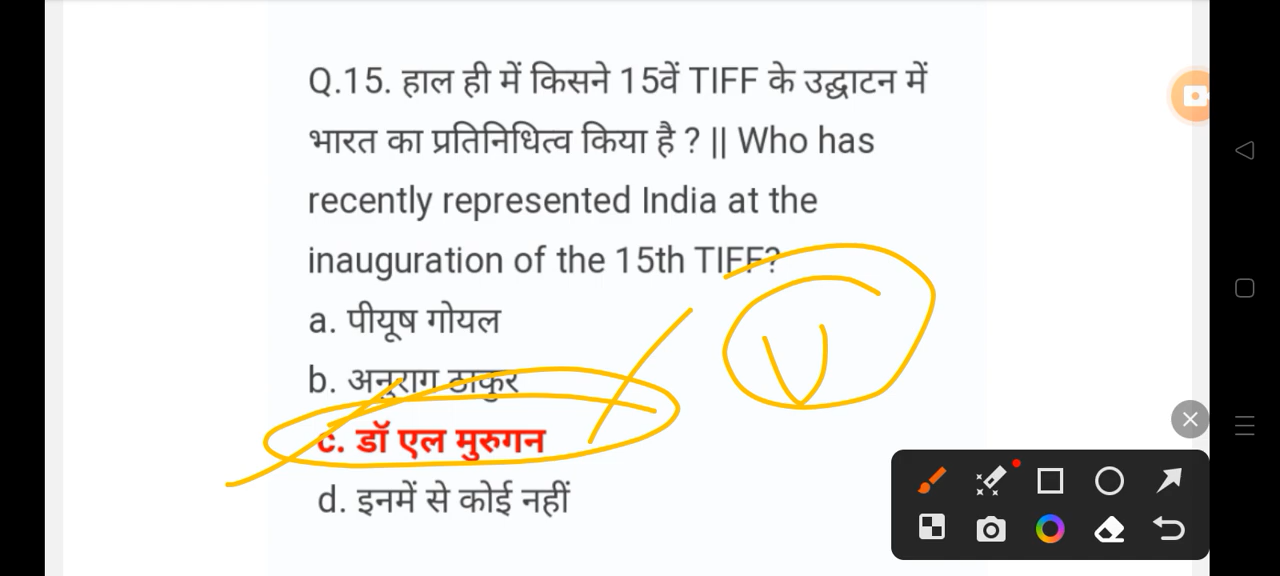 Q.15. हाल ही में किसने 15वें TIFF के उद्घाटन में
भारत का प्रतिनिधित्व किया है ? || Who has
recently represented India at the
inauguration of the 15th TIFF?
a. पीयूष गोयल
b. अनुराग ठाकुर
c. डॉ एल मुरुगन
d. इनमें से कोई नहीं